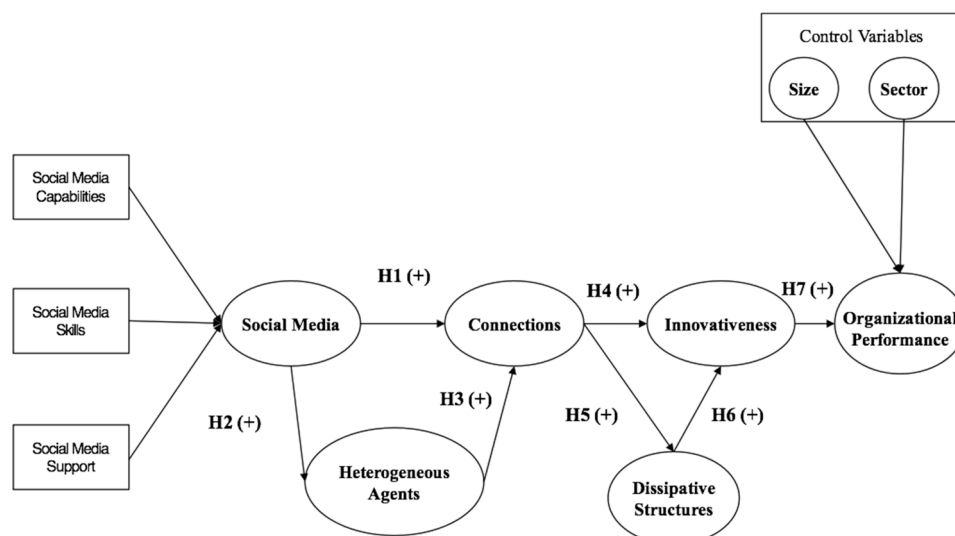 Control Variables
Size
Sector
Social Media
Capabilities
H1 (+)
H4 (+)
H7 (+)
Social Media
Skills
Social Media
Connections
Innovativeness
Organizational
Performance
H2 (+)
H3 (+)
H5 (+)
H6 (+)
Social Media
Support
Heterogeneous
Agents
Dissipative
Structures